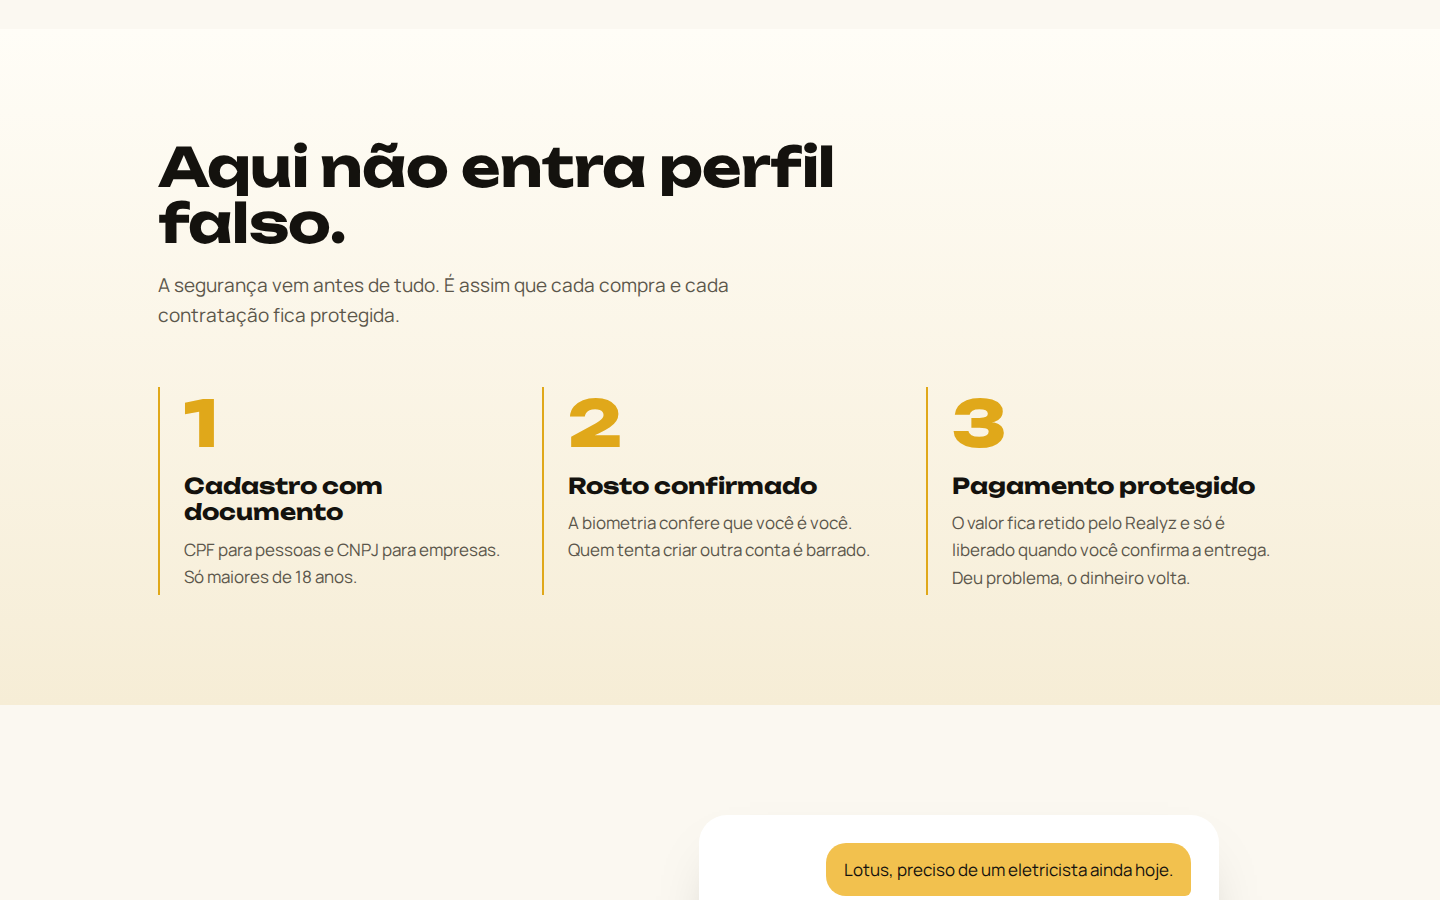 Aqui não entra perfil
falso.
A segurança vem antes de tudo. É assim que cada compra e cada
contratação fica protegida.
1
Cadastro com
documento
CPF para pessoas e CNPJ para empresas.
Só maiores de 18 anos.
2
Rosto confirmado
A biometria confere que você é você.
Quem tenta criar outra conta é barrado.
3
Pagamento protegido
O valor fica retido pelo Realyz e só é
liberado quando você confirma a entrega.
Deu problema, o dinheiro volta.
Lotus, preciso de um eletricista ainda hoje.